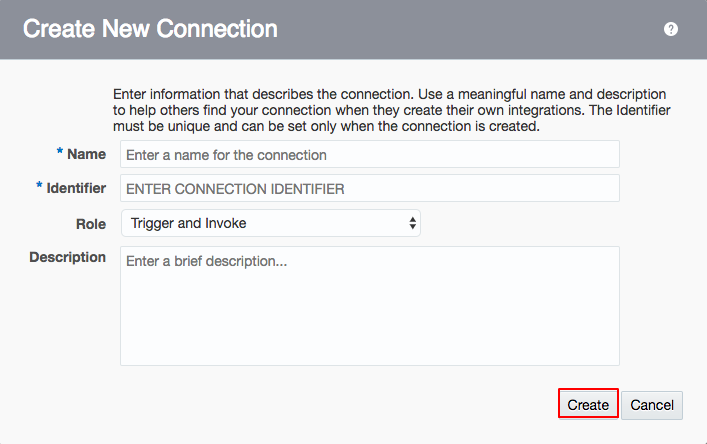 Create New Connection
?
Enter information that describes the connection. Use a meaningful name and description
to help others find your connection when they create their own integrations. The Identifier
must be unique and can be set only when the connection is created.
* Name Enter a name for the connection
* Identifier ENTER CONNECTION IDENTIFIER
Role Trigger and Invoke
Description Enter a brief description...
Create Cancel